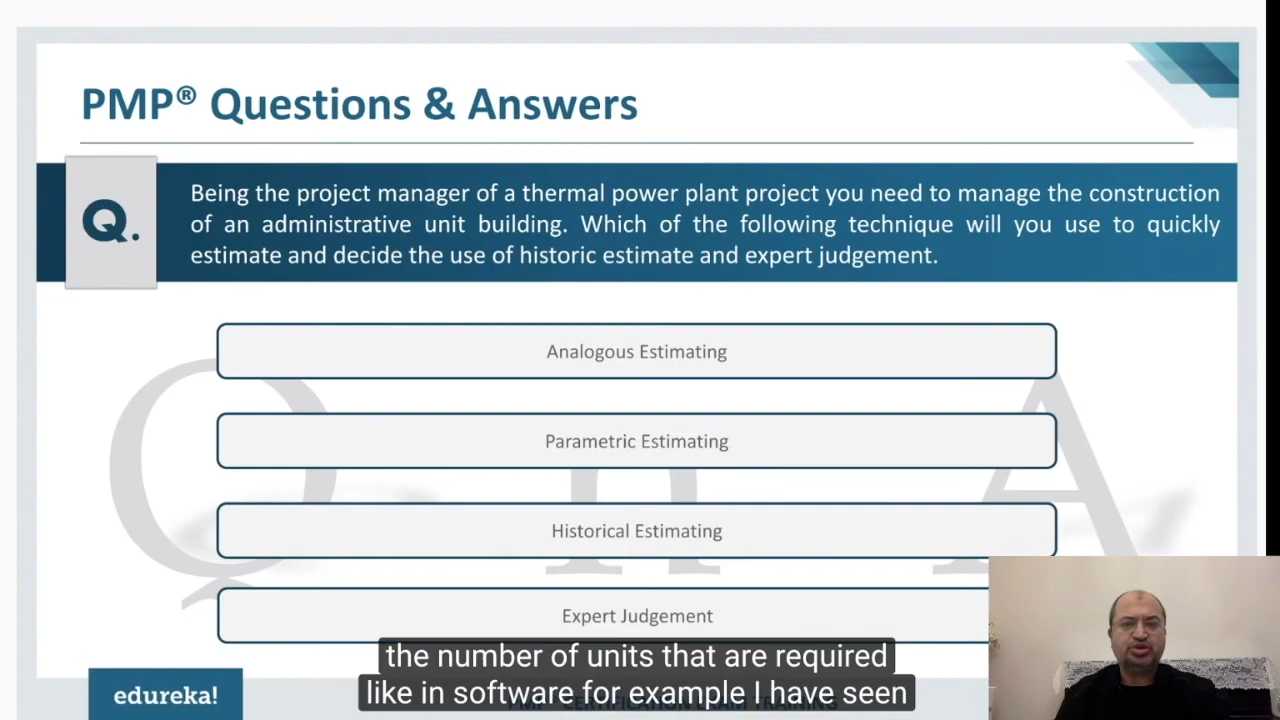 PMP® Questions & Answers
Q.
Being the project manager of a thermal power plant project you need to manage the construction
of an administrative unit building. Which of the following technique will you use to quickly
estimate and decide the use of historic estimate and expert judgement.
Analogous Estimating
Parametric Estimating
Historical Estimating
Expert Judgement
Q n A
the number of units that are required
like in software for example I have seen
edureka!